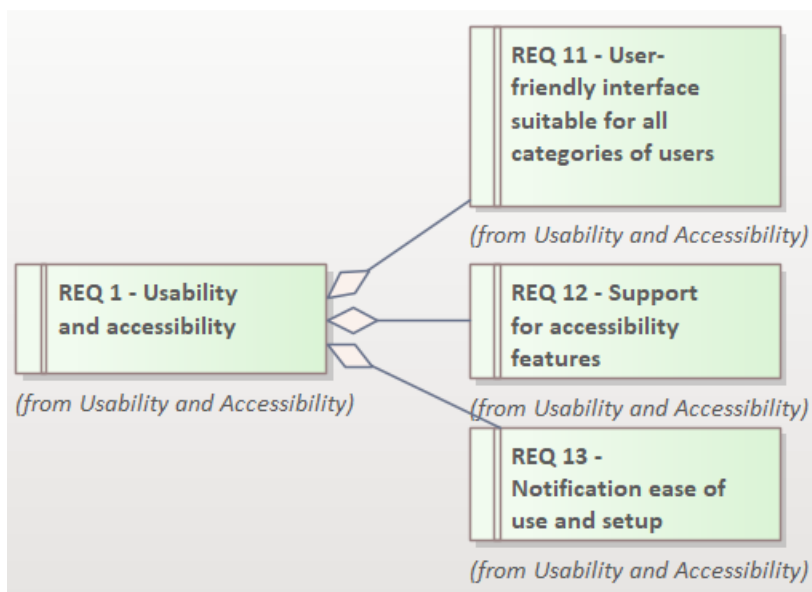 REQ 11 - User-
friendly interface
suitable for all
categories of users
(from Usability and Accessibility)
REQ 1 - Usability
and accessibility
(from Usability and Accessibility)
REQ 12 - Support
for accessibility
features
(from Usability and Accessibility)
REQ 13 -
Notification ease of
use and setup
(from Usability and Accessibility)